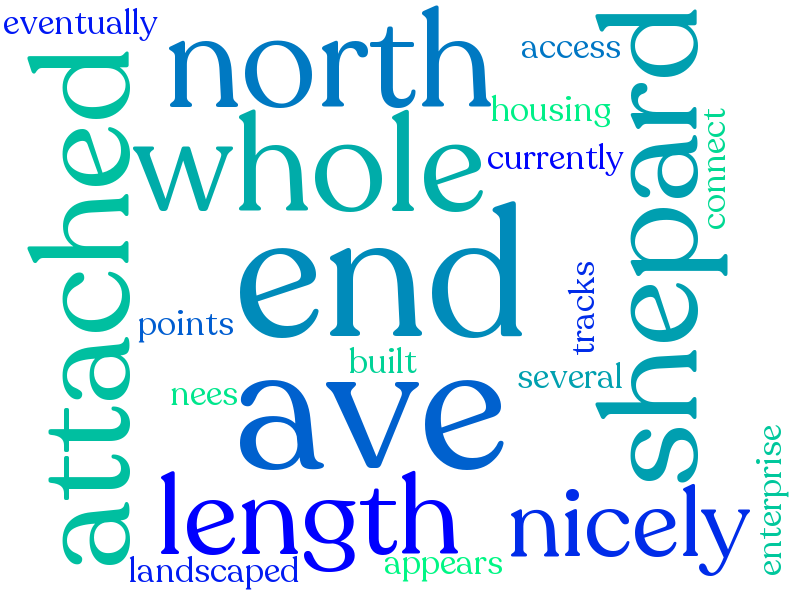 eventually
north
access
shepard
attached
housing
whole
currently
connect
end
points
tracks
built
several
nees
ave
length
nicely
enterprise
landscaped
appears